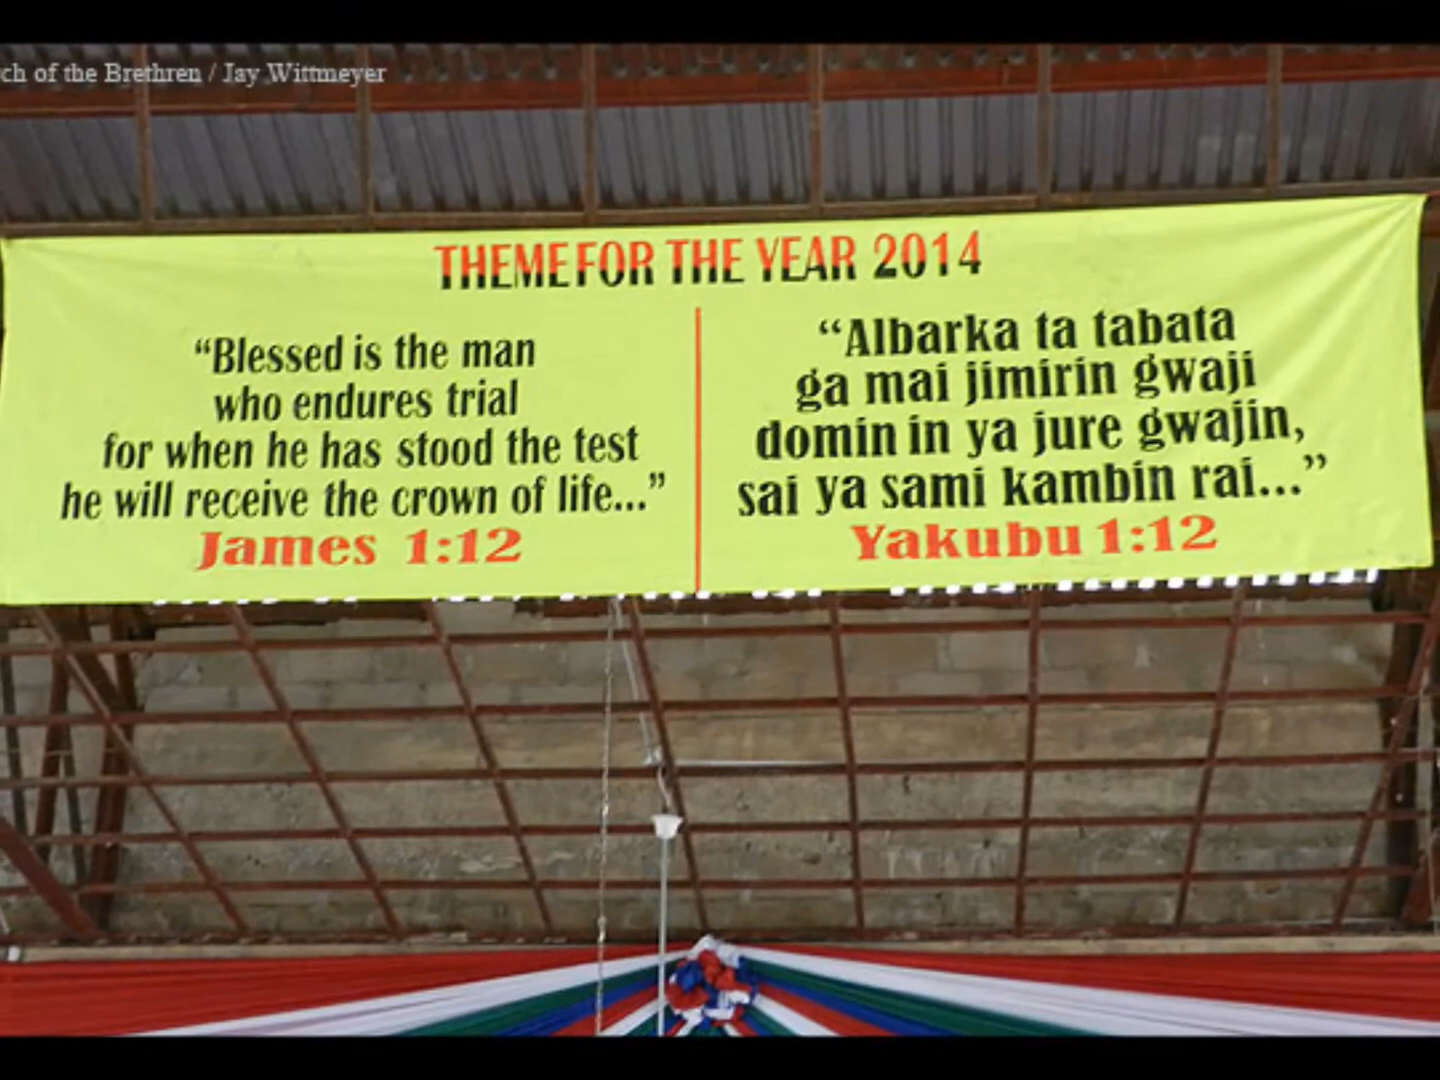 ch of the Brethren / Jay Wittmeyer
THEME FOR THE YEAR 2014
“Blessed is the man
who endures trial
for when he has stood the test
he will receive the crown of life...”
James 1:12
“Albarka ta tabata
ga mai jimirin gwaji
domin in ya jure gwajin,
sai ya sami kambin rai...”
Yakubu 1:12